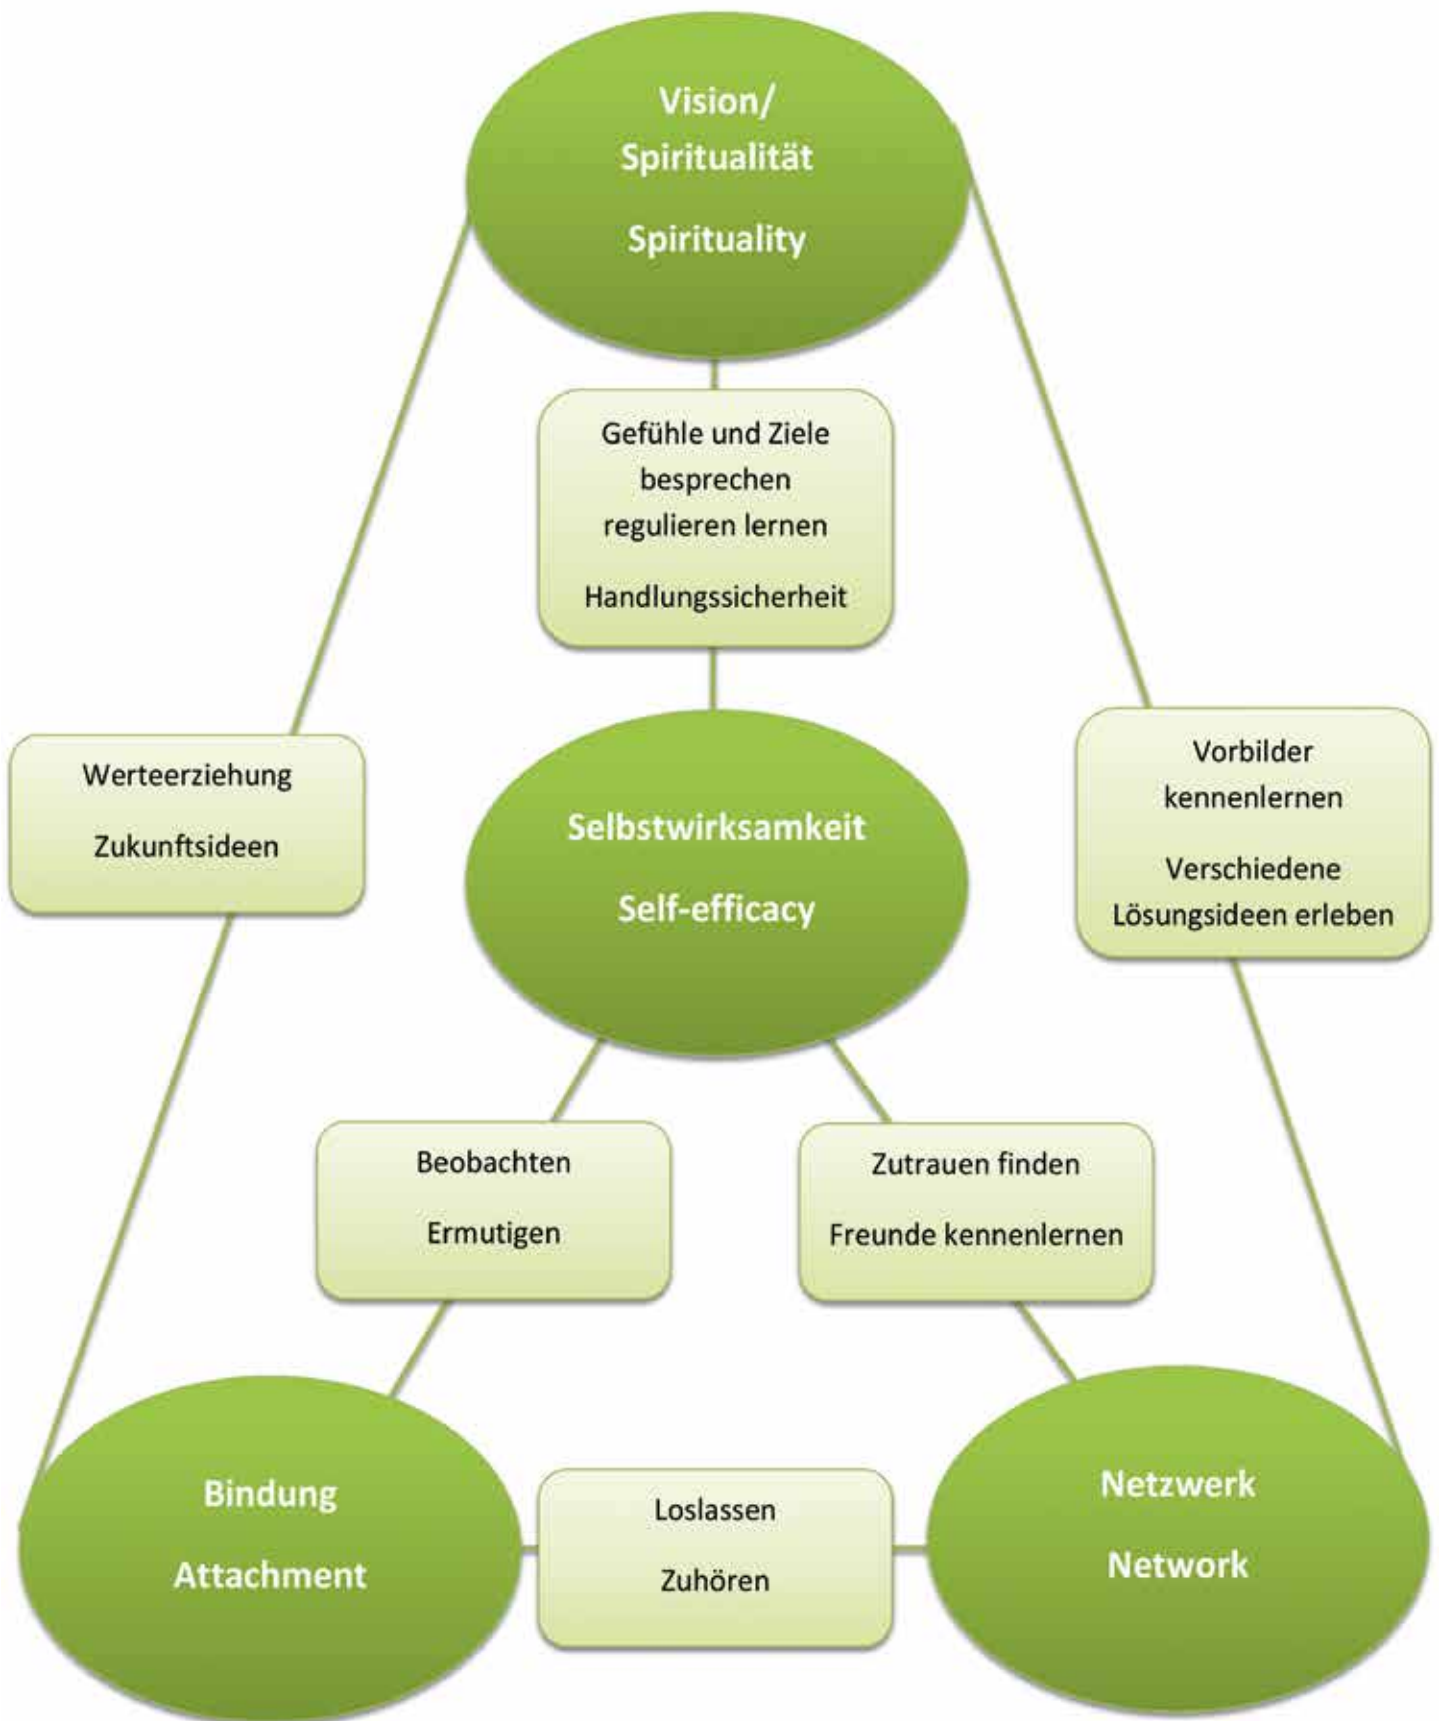 Vision/
Spiritualität
Spirituality
Gefühle und Ziele
besprechen
regulieren lernen
Handlungssicherheit
Werteerziehung
Zukunftsideen
Selbstwirksamkeit
Self-efficacy
Vorbilder
kennenlernen
Verschiedene
Lösungsideen erleben
Beobachten
Ermutigen
Zutrauen finden
Freunde kennenlernen
Bindung
Attachment
Loslassen
Zuhören
Netzwerk
Network